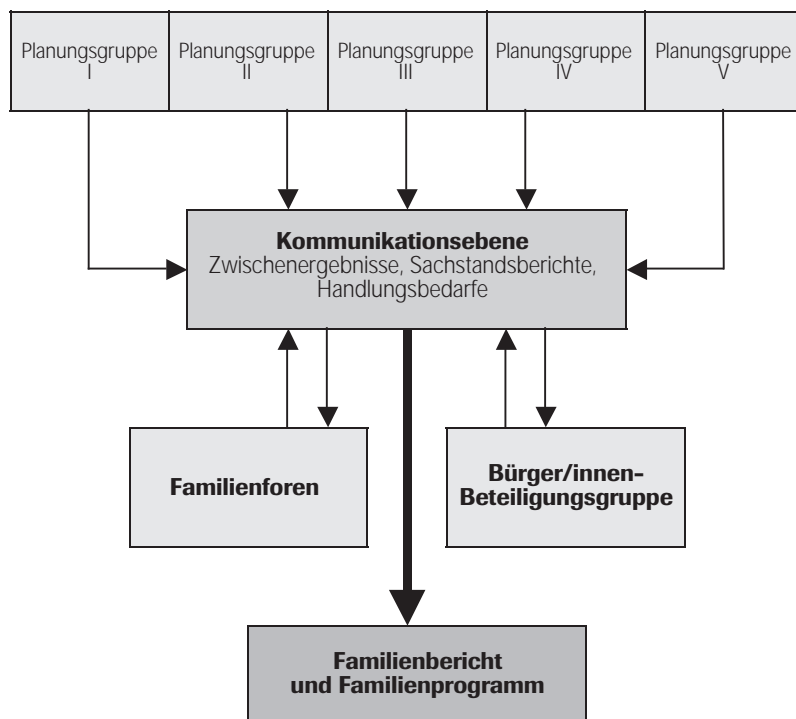 Planungsgruppe
I
Planungsgruppe
II
Planungsgruppe
III
Planungsgruppe
IV
Planungsgruppe
V
Kommunikationsebene
Zwischenergebnisse, Sachstandsberichte,
Handlungsbedarfe
Familienforen
Bürger/innen-
Beteiligungsgruppe
Familienbericht
und Familienprogramm